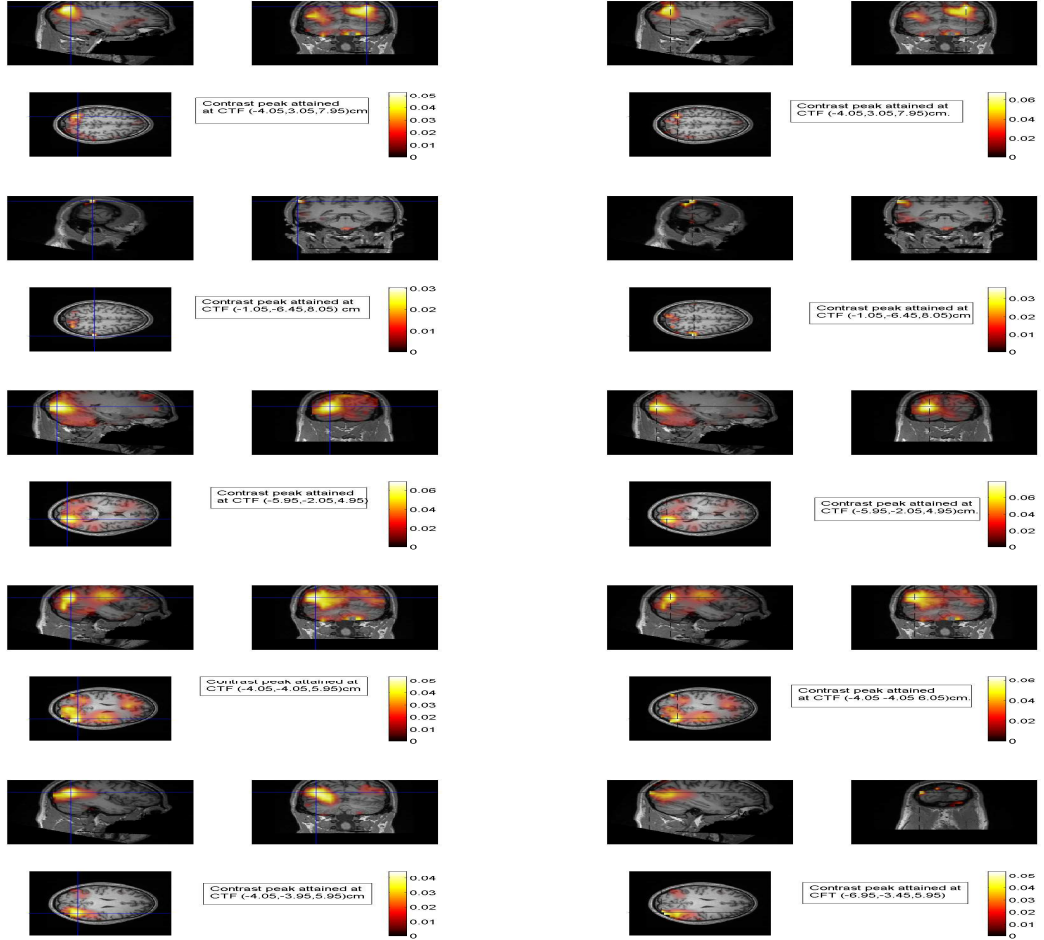 Contrast peak attained
at CTF (-4.05,3.05,7.95)cm
0.05
0.04
0.03
0.02
0.01
0
Contrast peak attained at
CTF (-4.05,3.05,7.95)cm.
0.06
0.04
0.02
0
Contrast peak attained at
CTF (-1.05,-6.45,8.05) cm
0.03
0.02
0.01
0
Contrast peak attained at
CTF (-1.05,-6.45,8.05)cm
0.03
0.02
0.01
0
Contrast peak attained
at CTF (-5.95,-2.05,4.95)
0.06
0.04
0.02
0
Contrast peak attained at
CTF (-5.95,-2.05,4.95)cm.
0.06
0.04
0.02
0
Contrast peak attained at
CTF (-4.05,-4.05,5.95)cm
0.05
0.04
0.03
0.02
0.01
0
Contrast peak attained
at CTF (-4.05 -4.05 6.05)cm.
0.06
0.04
0.02
0
Contrast peak attained at
CTF (-4.05,-3.95,5.95)cm
0.04
0.03
0.02
0.01
0
Contrast peak attained at
CFT (-6.95,-3.45,5.95)
0.05
0.04
0.03
0.02
0.01
0